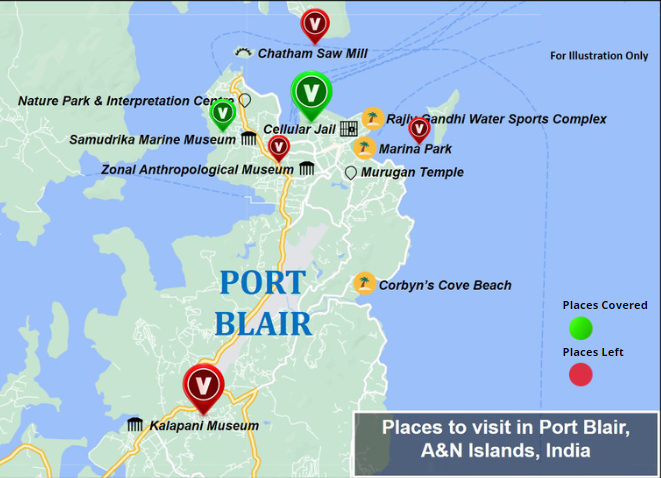 Chatham Saw Mill
For Illustration Only
Nature Park & Interpretation Centre
V
V
V
Cellular Jail
Rajiv Gandhi Water Sports Complex
V
Samudrika Marine Museum
V
Marina Park
Zonal Anthropological Museum
Murugan Temple
PORT
BLAIR
Corbyn's Cove Beach
Places Covered
Places Left
V
Kalapani Museum
Places to visit in Port Blair,
A&N Islands, India